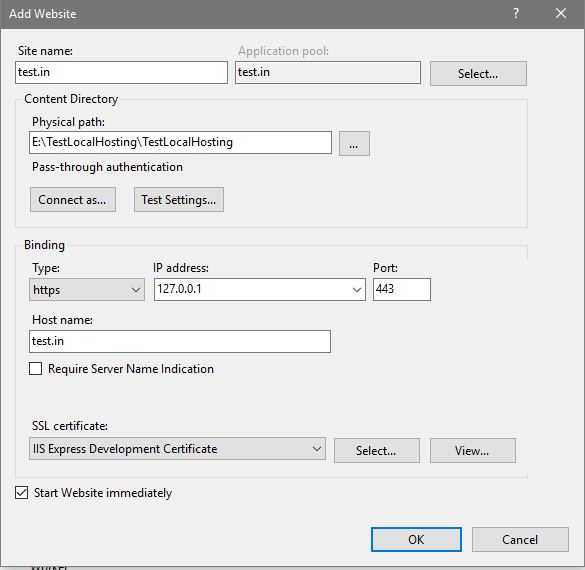 Add Website
?
Site name:
Application pool:
test.in
test.in
Select...
Content Directory
Physical path:
E:\TestLocalHosting\TestLocalHosting
...
Pass-through authentication
Connect as...
Test Settings...
Binding
Type:
IP address:
Port:
https
127.0.0.1
443
Host name:
test.in
Require Server Name Indication
SSL certificate:
IIS Express Development Certificate
Select...
View...
Start Website immediately
OK
Cancel